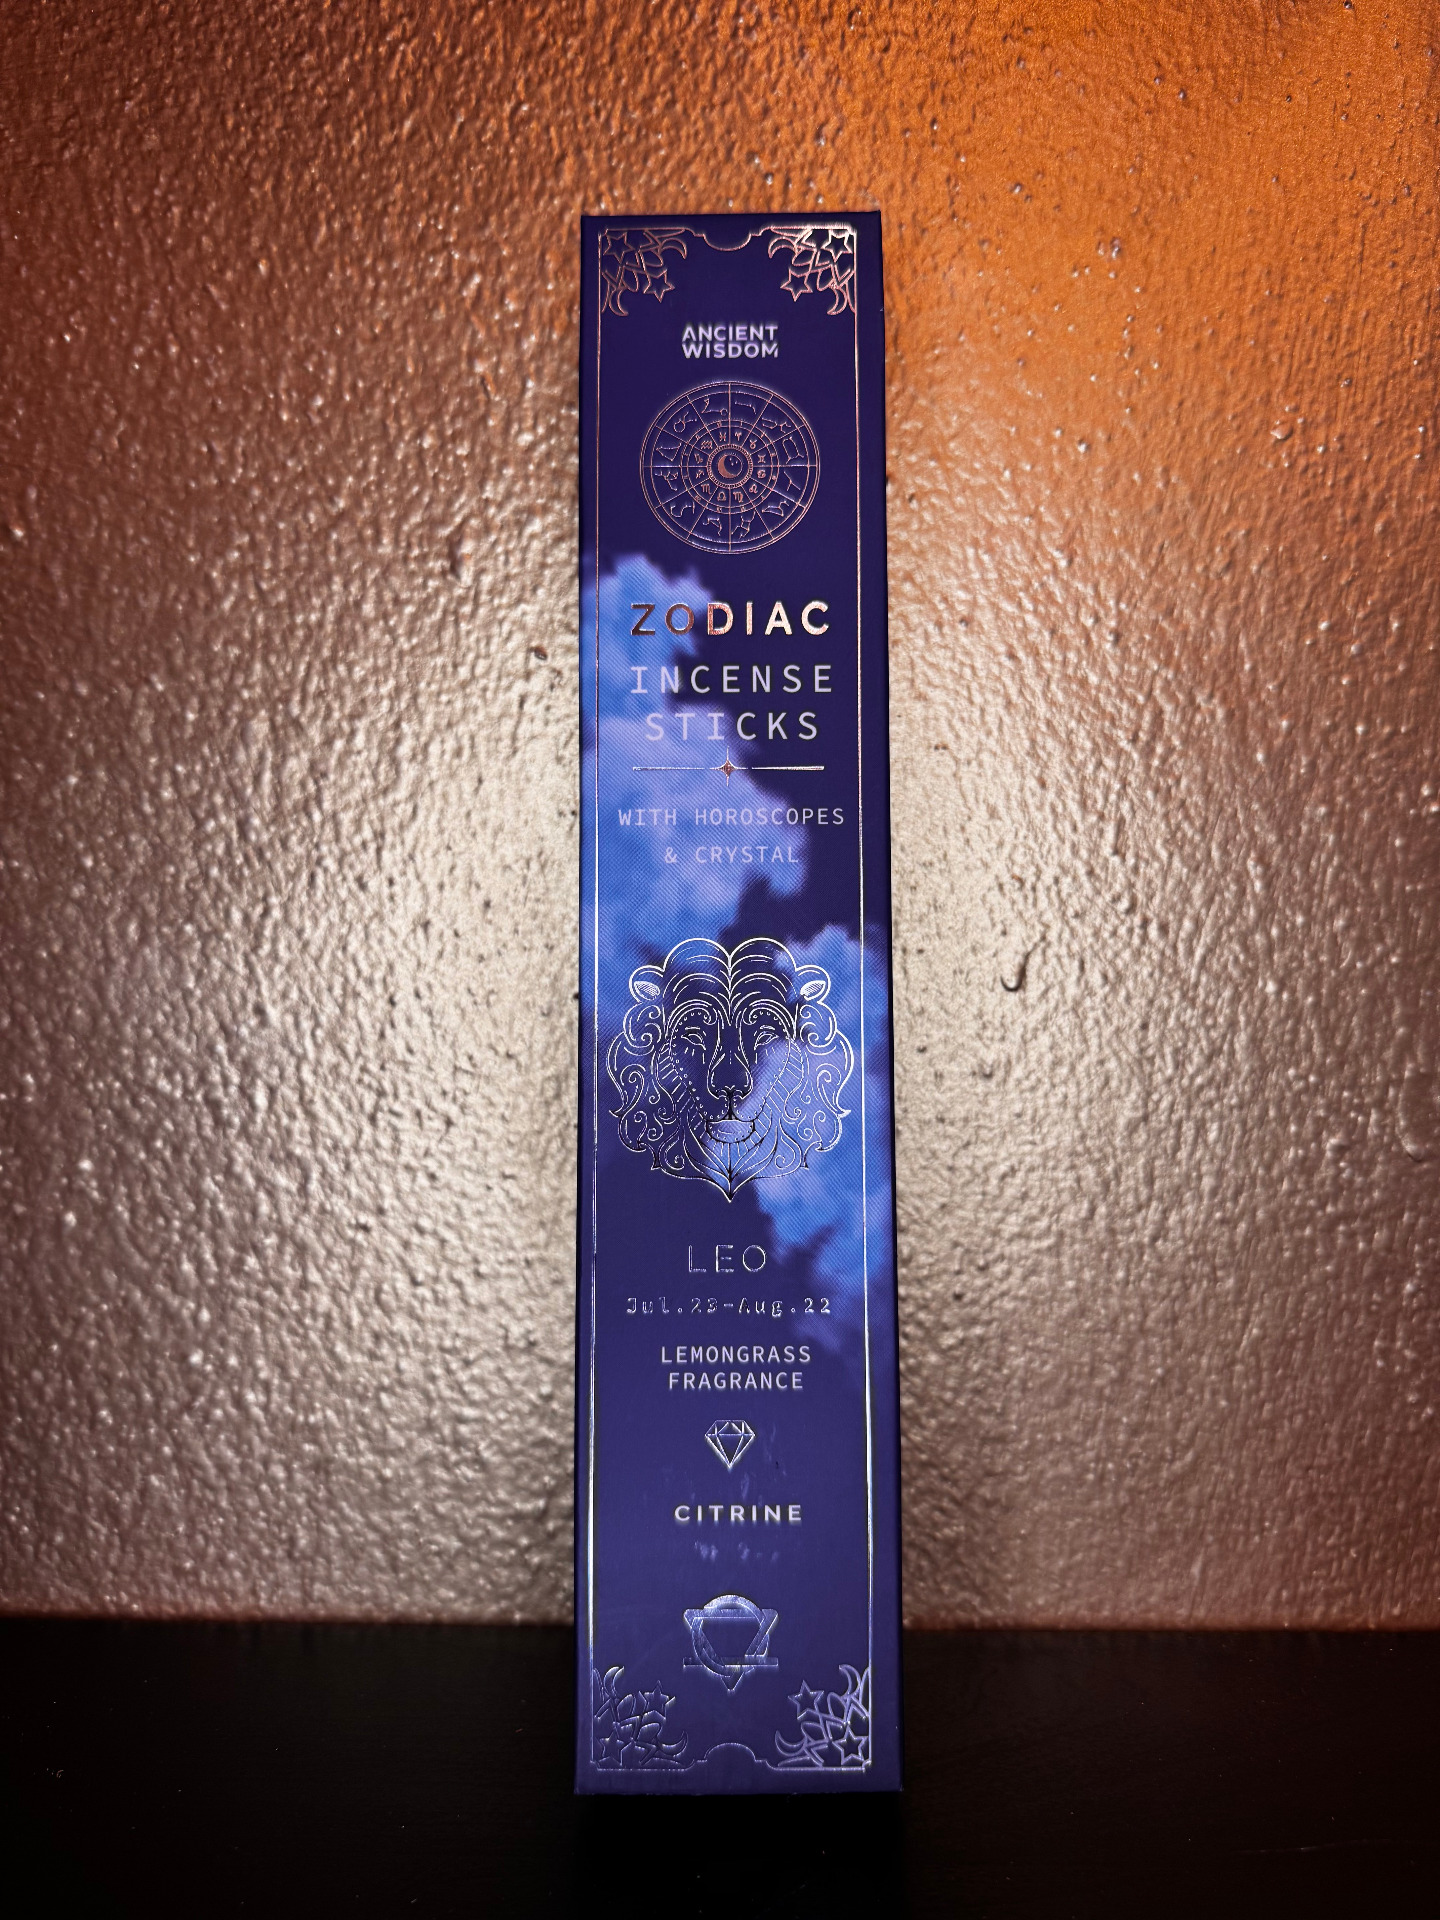 ANCIENT
WISDOM
ZODIAC
INCENSE
STICKS
WITH HOROSCOPES
& CRYSTAL
LEO
Jul.23-Aug.22
LEMONGRASS
FRAGRANCE
CITRINE